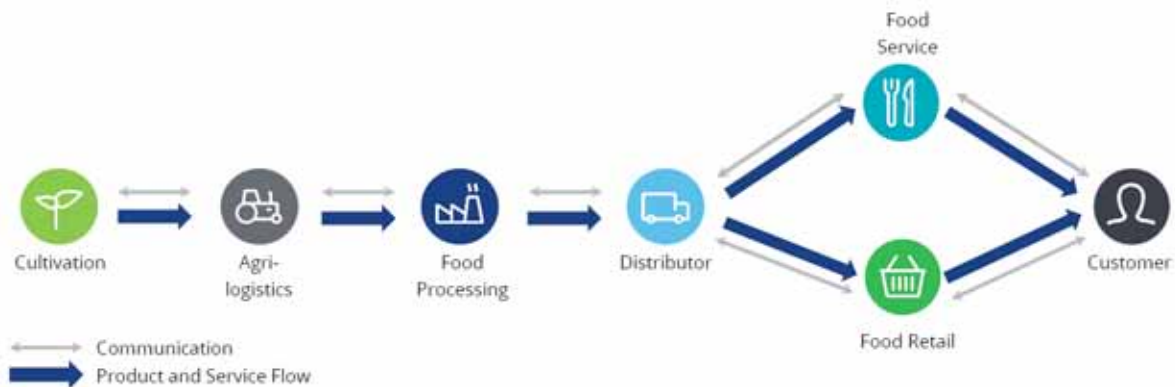 Food
Service
Cultivation
Agri-
logistics
Food
Processing
Distributor
Customer
Food Retail
Communication
Product and Service Flow